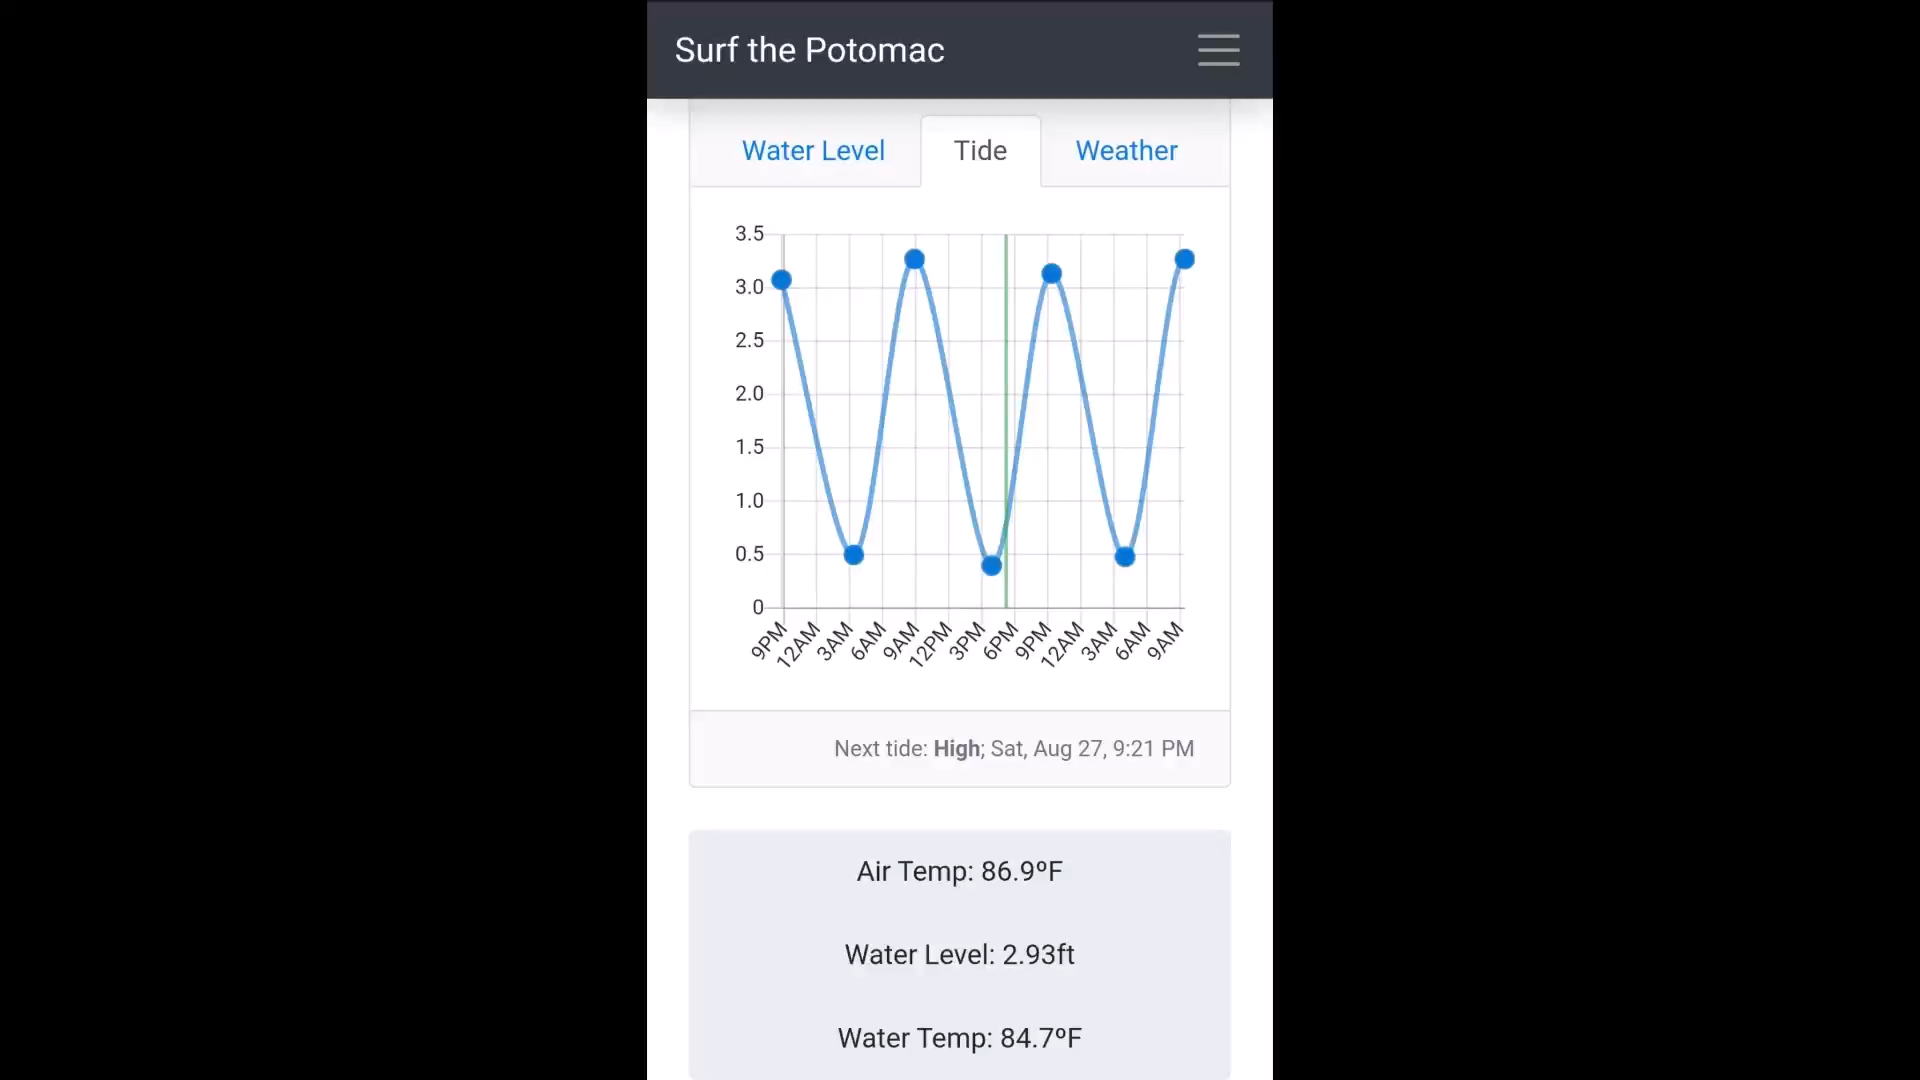 Surf the Potomac
Water Level Tide Weather
3.5
3.0
2.5
2.0
1.5
1.0
0.5
0
9PM 12AM 3AM 6AM 9AM 12PM 3PM 6PM 9PM 12AM 3AM 6AM 9AM
Next tide: High; Sat, Aug 27, 9:21 PM
Air Temp: 86.9ºF
Water Level: 2.93ft
Water Temp: 84.7ºF